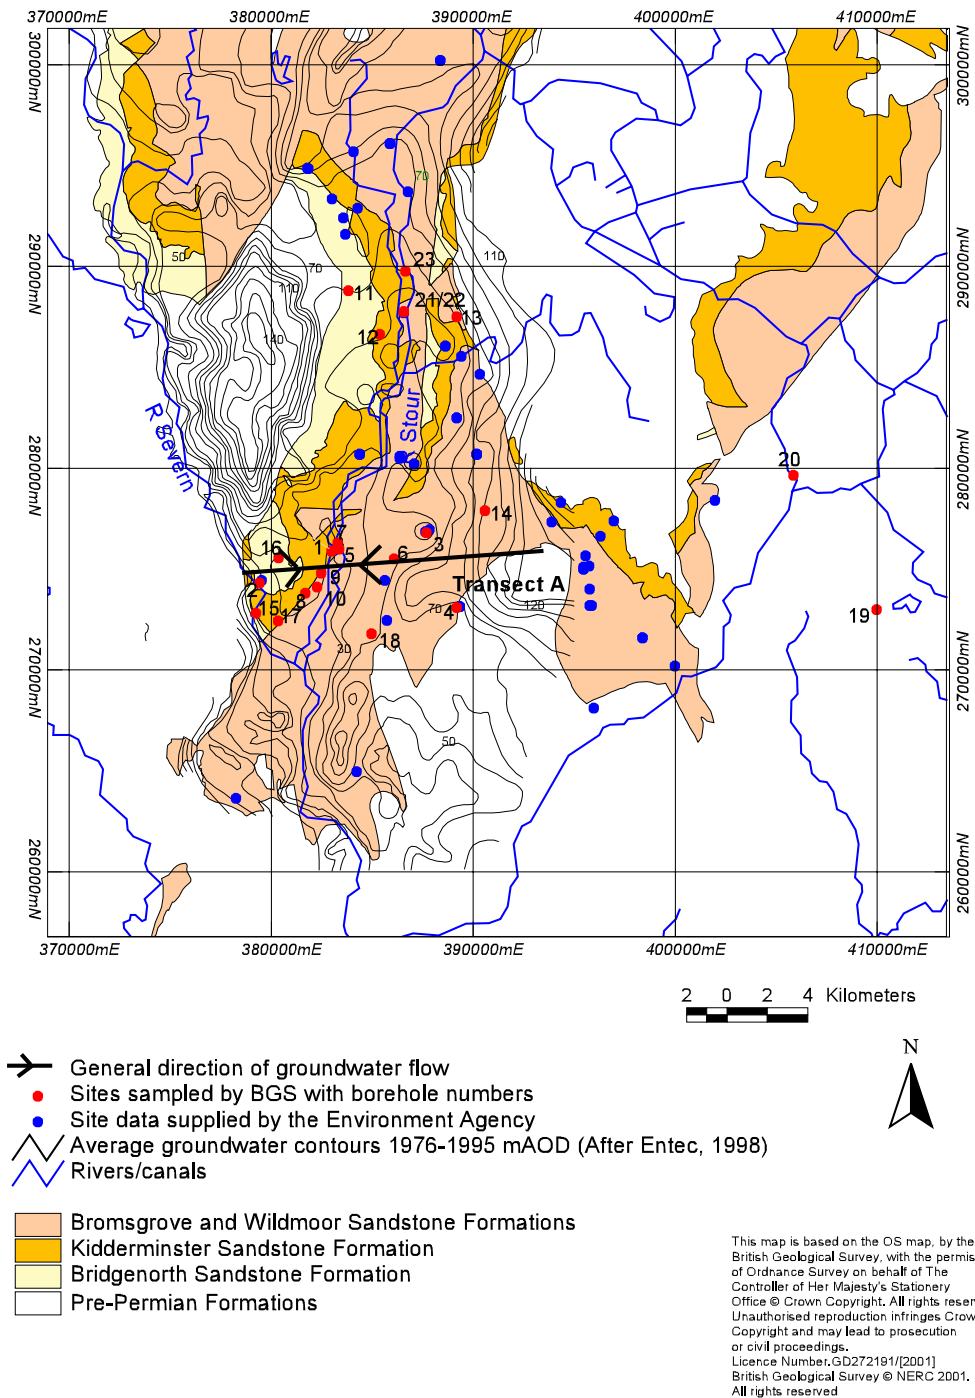 370000mE 380000mE 390000mE 400000mE 410000mE
300000mN 300000mN
70
290000mN 290000mN
50
70
110
110
23
11
21/22
13
12
140
R Severn
Stour
280000mN 280000mN
20
14
7
16
1
5
3
6
9
2
Transect A
8
10
15
17
70
4
120
19
18
30
270000mN 270000mN
50
260000mN 260000mN
370000mE 380000mE 390000mE 400000mE 410000mE
2 0 2 4 Kilometers
N
General direction of groundwater flow
Sites sampled by BGS with borehole numbers
Site data supplied by the Environment Agency
Average groundwater contours 1976-1995 mAOD (After Entec, 1998)
Rivers/canals
Bromsgrove and Wildmoor Sandstone Formations
Kidderminster Sandstone Formation
Bridgenorth Sandstone Formation
Pre-Permian Formations
This map is based on the OS map, by the
British Geological Survey, with the permis
of Ordnance Survey on behalf of The
Controller of Her Majesty's Stationery
Office © Crown Copyright. All rights reser
Unauthorised reproduction infringes Crow
Copyright and may lead to prosecution
or civil proceedings.
Licence Number.GD272191/[2001]
British Geological Survey © NERC 2001.
All rights reserved